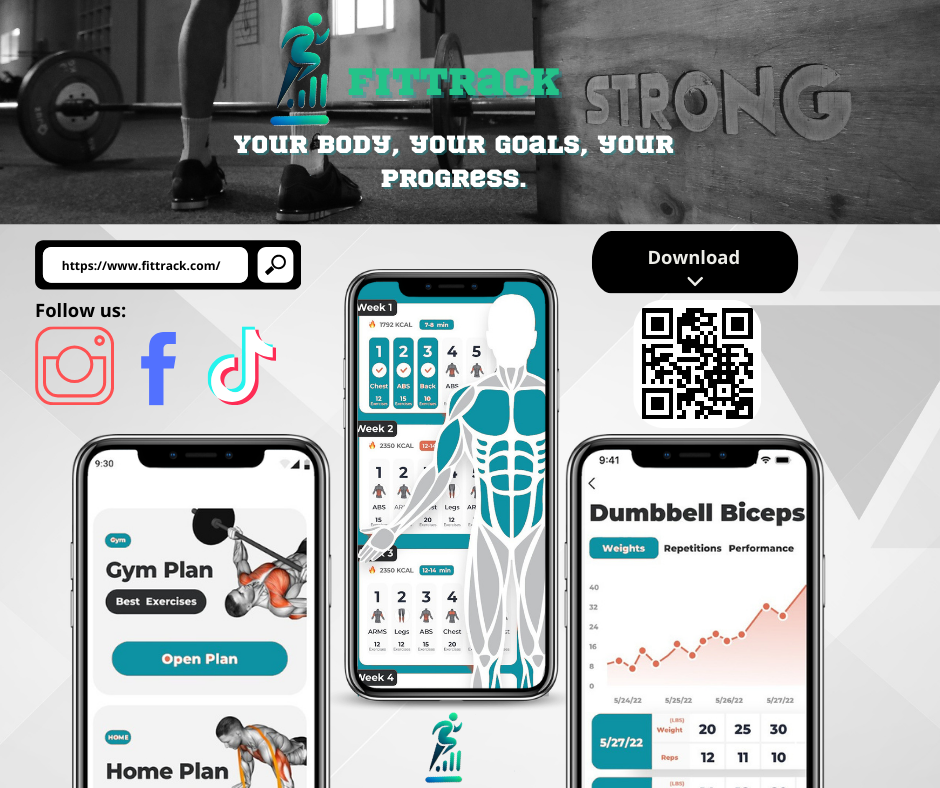 FITTRACK
STRONG
YOUR BODY, YOUR GOALS, YOUR
PROGRESS.
https://www.fittrack.com/
Download
Follow us:
Week 1
1792 KCAL 7-8 min
1 2 3 4 5
Chest ABS Back ABS
12 15 10
Exercises Exercises Exercises
Week 2
2350 KCAL 12-14
1 2
ABS Legs
15 20 12
Exercises Exercises Exercises
3
2350 KCAL 12-14 min
1 2 3 4
ARMS Legs ABS Chest
12 12 15 20
Exercises Exercises Exercises Exercises
Week 4
9:30
Gym
Gym Plan
Best Exercises
Open Plan
HOME
Home Plan
9:41
Dumbbell Biceps
Weights Repetitions Performance
40
32
24
16
8
0
5/24/22 5/25/22 5/26/22 5/27/22
5/27/22
(LBS)
Weight 20 25 30
Reps 12 11 10
(LBS)